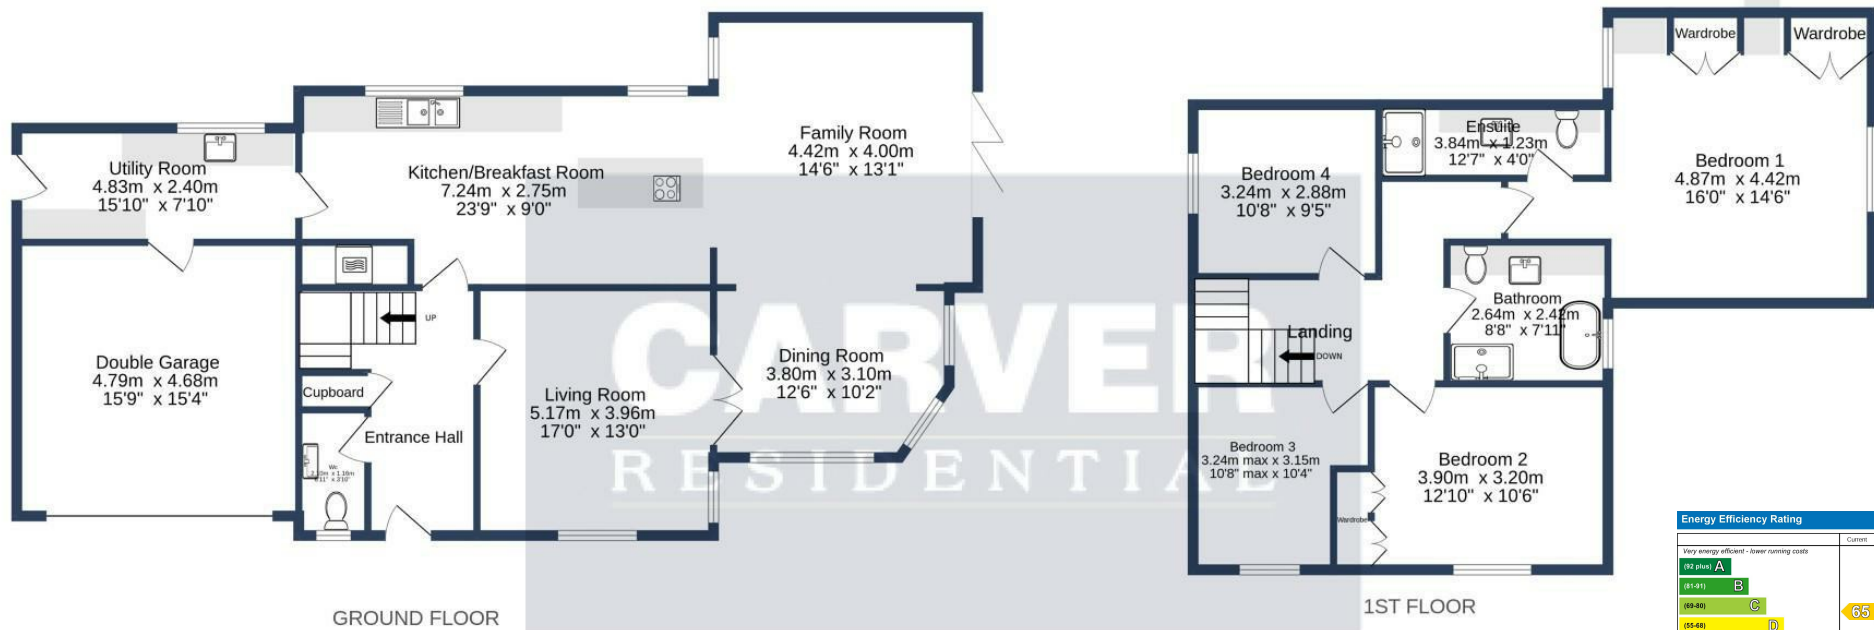 Utility Room
4.83m x 2.40m
15'10" x 7'10"
Kitchen/Breakfast Room
7.24m x 2.75m
23'9" x 9'0"
Family Room
4.42m x 4.00m
14'6" x 13'1"
Double Garage
4.79m x 4.68m
15'9" x 15'4"
UP
Cupboard
Entrance Hall
Wc
Living Room
5.17m x 3.96m
17'0" x 13'0"
Dining Room
3.80m x 3.10m
12'6" x 10'2"
GROUND FLOOR
CARVER
RESIDENTIAL
Wardrobe
Wardrobe
Ensuite
3.84m x 1.23m
12'7" x 4'0"
Bedroom 4
3.24m x 2.88m
10'8" x 9'5"
Bedroom 1
4.87m x 4.42m
16'0" x 14'6"
Bathroom
2.64m x 2.42m
8'8" x 7'11"
Landing
DOWN
Bedroom 3
3.24m max x 3.15m
10'8" max x 10'4"
Wardrobe
Bedroom 2
3.90m x 3.20m
12'10" x 10'6"
1ST FLOOR
Energy Efficiency Rating
Current
Very energy efficient - lower running costs
(92 plus) A
(81-91) B
(69-80) C
(55-68) D
65